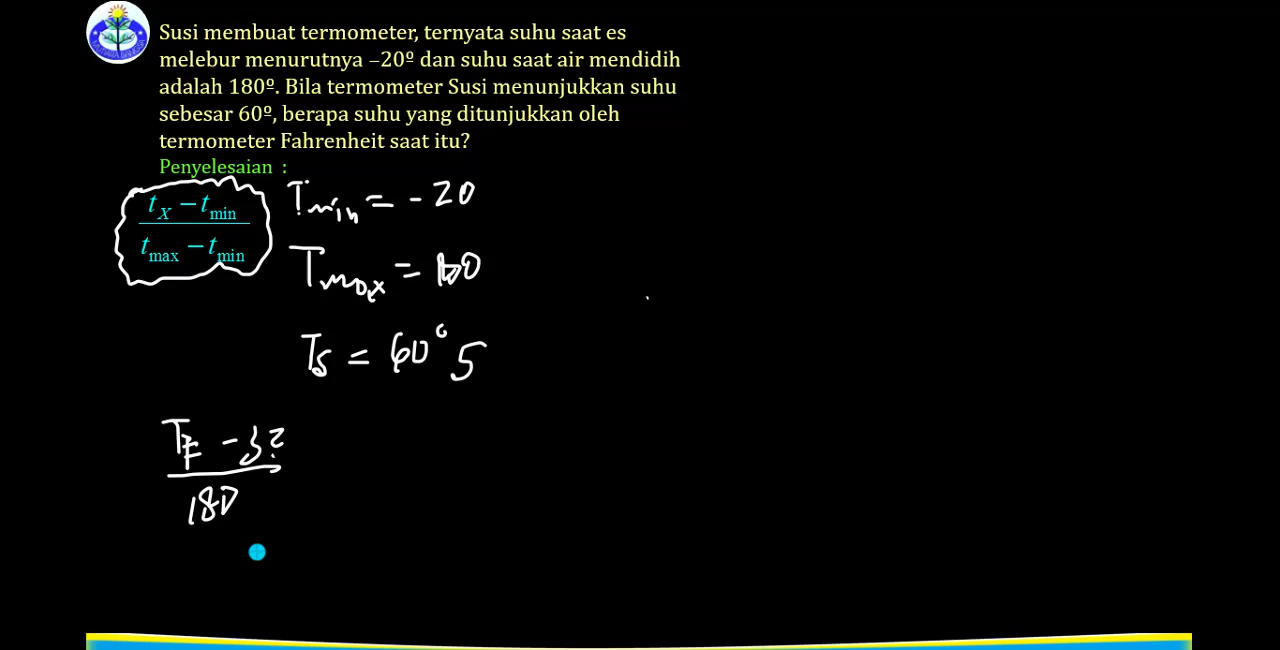 Susi membuat termometer, ternyata suhu saat es
melebur menurutnya –20º dan suhu saat air mendidih
adalah 180º. Bila termometer Susi menunjukkan suhu
sebesar 60º, berapa suhu yang ditunjukkan oleh
termometer Fahrenheit saat itu?
Penyelesaian :
t_X − t_min
t_max − t_min
Tmin = - 20
Tmax =
Ts = 60° S
TF - 32
180